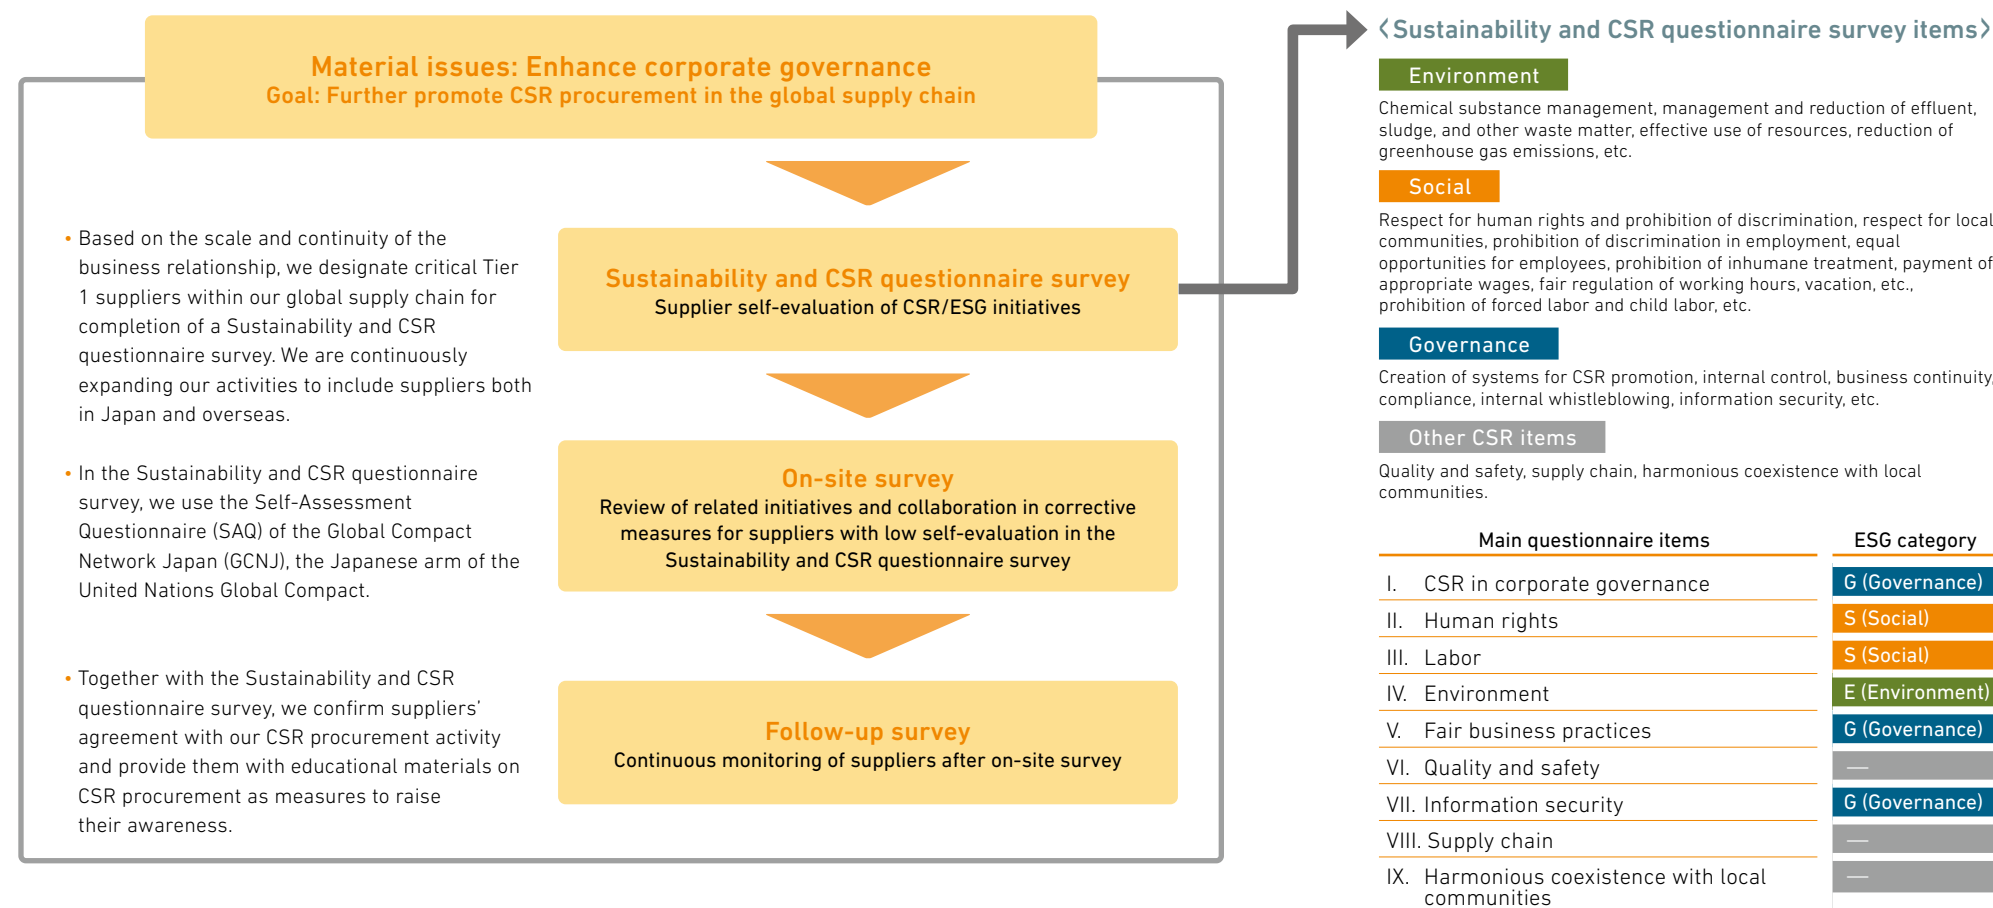 Material issues: Enhance corporate governance
Goal: Further promote CSR procurement in the global supply chain
• Based on the scale and continuity of the
business relationship, we designate critical Tier
1 suppliers within our global supply chain for
completion of a Sustainability and CSR
questionnaire survey. We are continuously
expanding our activities to include suppliers both
in Japan and overseas.
• In the Sustainability and CSR questionnaire
survey, we use the Self-Assessment
Questionnaire (SAQ) of the Global Compact
Network Japan (GCNJ), the Japanese arm of the
United Nations Global Compact.
• Together with the Sustainability and CSR
questionnaire survey, we confirm suppliers’
agreement with our CSR procurement activity
and provide them with educational materials on
CSR procurement as measures to raise
their awareness.
Sustainability and CSR questionnaire survey
Supplier self-evaluation of CSR/ESG initiatives
On-site survey
Review of related initiatives and collaboration in corrective
measures for suppliers with low self-evaluation in the
Sustainability and CSR questionnaire survey
Follow-up survey
Continuous monitoring of suppliers after on-site survey
〈Sustainability and CSR questionnaire survey items〉
Environment
Chemical substance management, management and reduction of effluent,
sludge, and other waste matter, effective use of resources, reduction of
greenhouse gas emissions, etc.
Social
Respect for human rights and prohibition of discrimination, respect for local
communities, prohibition of discrimination in employment, equal
opportunities for employees, prohibition of inhumane treatment, payment of
appropriate wages, fair regulation of working hours, vacation, etc.,
prohibition of forced labor and child labor, etc.
Governance
Creation of systems for CSR promotion, internal control, business continuity,
compliance, internal whistleblowing, information security, etc.
Other CSR items
Quality and safety, supply chain, harmonious coexistence with local
communities.
Main questionnaire items ESG category
I. CSR in corporate governance G (Governance)
II. Human rights S (Social)
III. Labor S (Social)
IV. Environment E (Environment)
V. Fair business practices G (Governance)
VI. Quality and safety —
VII. Information security G (Governance)
VIII. Supply chain —
IX. Harmonious coexistence with local —
communities